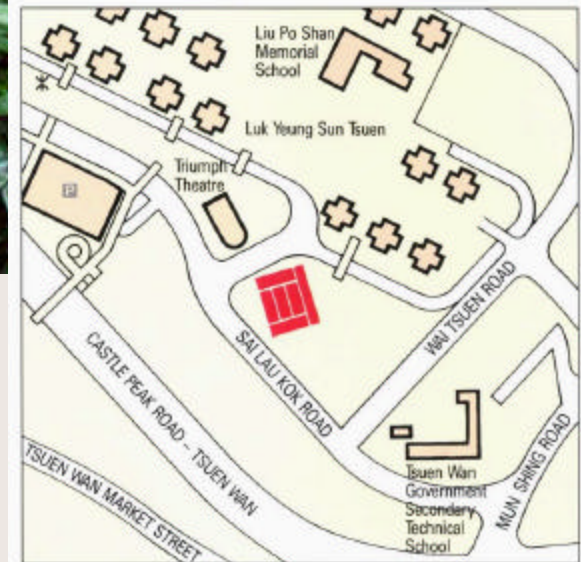 Liu Po Shan
Memorial
School
Luk Yeung Sun Tsuen
Triumph
Theatre
P
WAI TSUEN ROAD
SAI LAU KOK ROAD
CASTLE PEAK ROAD - TSUEN WAN
TSUEN WAN MARKET STREET
Tsuen Wan
Government
Secondary
Technical
School
MUN SHING ROAD